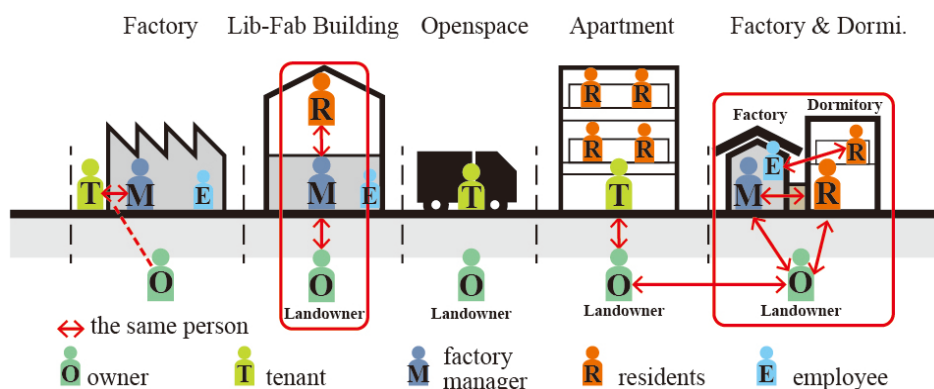 Factory
Lib-Fab Building
Openspace
Apartment
Factory & Dormi.
Factory
Dormitory
R
R R
R R
E R
T M E
M E
T
T
M R
O
O
O
O
O
Landowner
Landowner
Landowner
Landowner
the same person
O owner
T tenant
M factory
manager
R residents
E employee